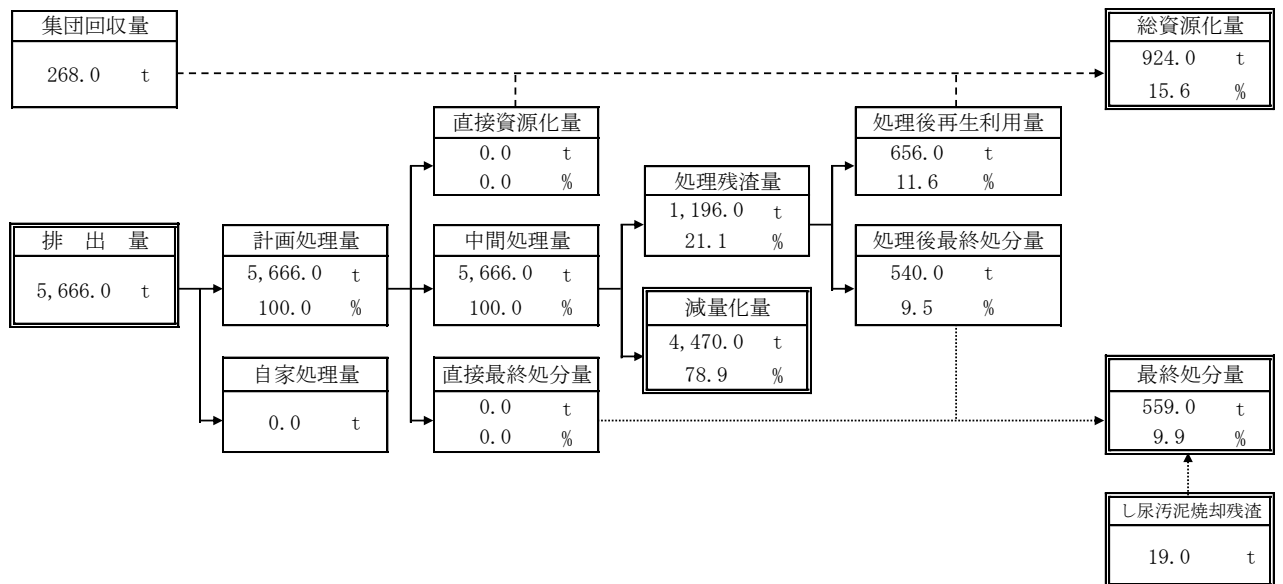 集団回収量
268.0 t
総資源化量
924.0 t
15.6 %
直接資源化量
0.0 t
0.0 %
処理後再生利用量
656.0 t
11.6 %
処理残渣量
1,196.0 t
21.1 %
排 出 量
5,666.0 t
計画処理量
5,666.0 t
100.0 %
中間処理量
5,666.0 t
100.0 %
処理後最終処分量
540.0 t
9.5 %
減量化量
4,470.0 t
78.9 %
自家処理量
0.0 t
直接最終処分量
0.0 t
0.0 %
最終処分量
559.0 t
9.9 %
し尿汚泥焼却残渣
19.0 t